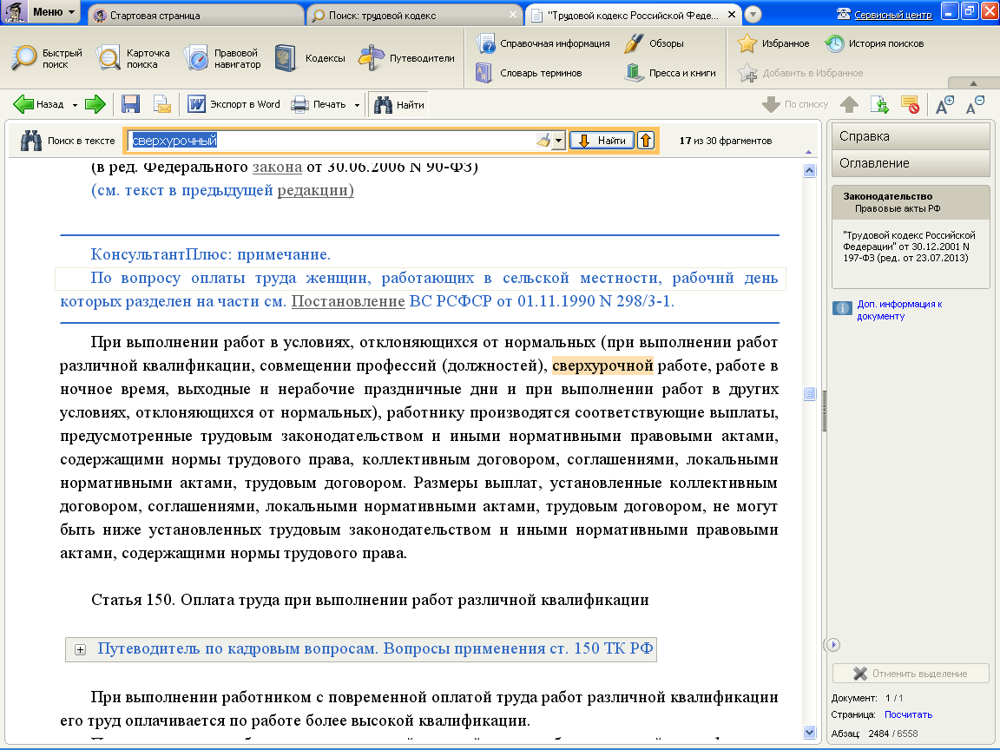 Меню
Стартовая страница
Поиск: трудовой кодекс
"Трудовой кодекс Российской Феде...
Сервисный центр
Быстрый поиск
Карточка поиска
Правовой навигатор
Кодексы
Путеводители
Справочная информация
Словарь терминов
Обзоры
Пресса и книги
Избранное
История поисков
Добавить в Избранное
Назад
Экспорт в Word
Печать
Найти
По списку
Поиск в тексте
сверхурочный
Найти
17 из 30 фрагментов
(в ред. Федерального закона от 30.06.2006 N 90-ФЗ)
(см. текст в предыдущей редакции)
КонсультантПлюс: примечание.
По вопросу оплаты труда женщин, работающих в сельской местности, рабочий день
которых разделен на части см. Постановление ВС РСФСР от 01.11.1990 N 298/3-1.
При выполнении работ в условиях, отклоняющихся от нормальных (при выполнении работ
различной квалификации, совмещении профессий (должностей), сверхурочной работе, работе в
ночное время, выходные и нерабочие праздничные дни и при выполнении работ в других
условиях, отклоняющихся от нормальных), работнику производятся соответствующие выплаты,
предусмотренные трудовым законодательством и иными нормативными правовыми актами,
содержащими нормы трудового права, коллективным договором, соглашениями, локальными
нормативными актами, трудовым договором. Размеры выплат, установленные коллективным
договором, соглашениями, локальными нормативными актами, трудовым договором, не могут
быть ниже установленных трудовым законодательством и иными нормативными правовыми
актами, содержащими нормы трудового права.
Статья 150. Оплата труда при выполнении работ различной квалификации
Путеводитель по кадровым вопросам. Вопросы применения ст. 150 ТК РФ
При выполнении работником с повременной оплатой труда работ различной квалификации
его труд оплачивается по работе более высокой квалификации.
Справка
Оглавление
Законодательство
Правовые акты РФ
"Трудовой кодекс Российской
Федерации" от 30.12.2001 N
197-ФЗ (ред. от 23.07.2013)
Доп. информация к
документу
Отменить выделение
Документ: 1 / 1
Страница: Посчитать
Абзац: 2484 / 6558